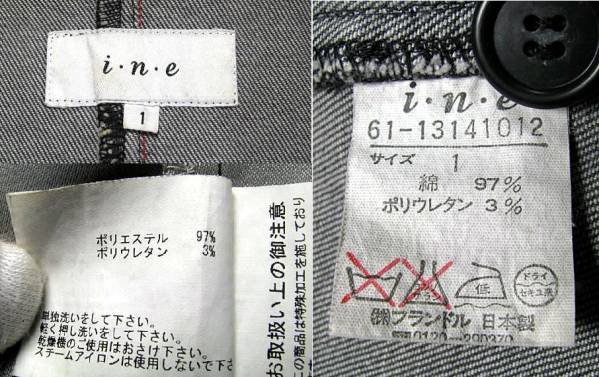 i・n・e
1
ポリエステル 97%
ポリウレタン 3%
単独洗いをして下さい。
軽く押し洗いをして下さい。
乾燥機のご使用はおさけ下さい。
スチームアイロンは使用しないで下さ
お取扱い上の御注意
この商品は特殊加工を施しており
i・n・e
61-13141012
サイズ 1
綿 97%
ポリウレタン 3%
低
ドライ
セキユ系
㈱フランドル 日本製